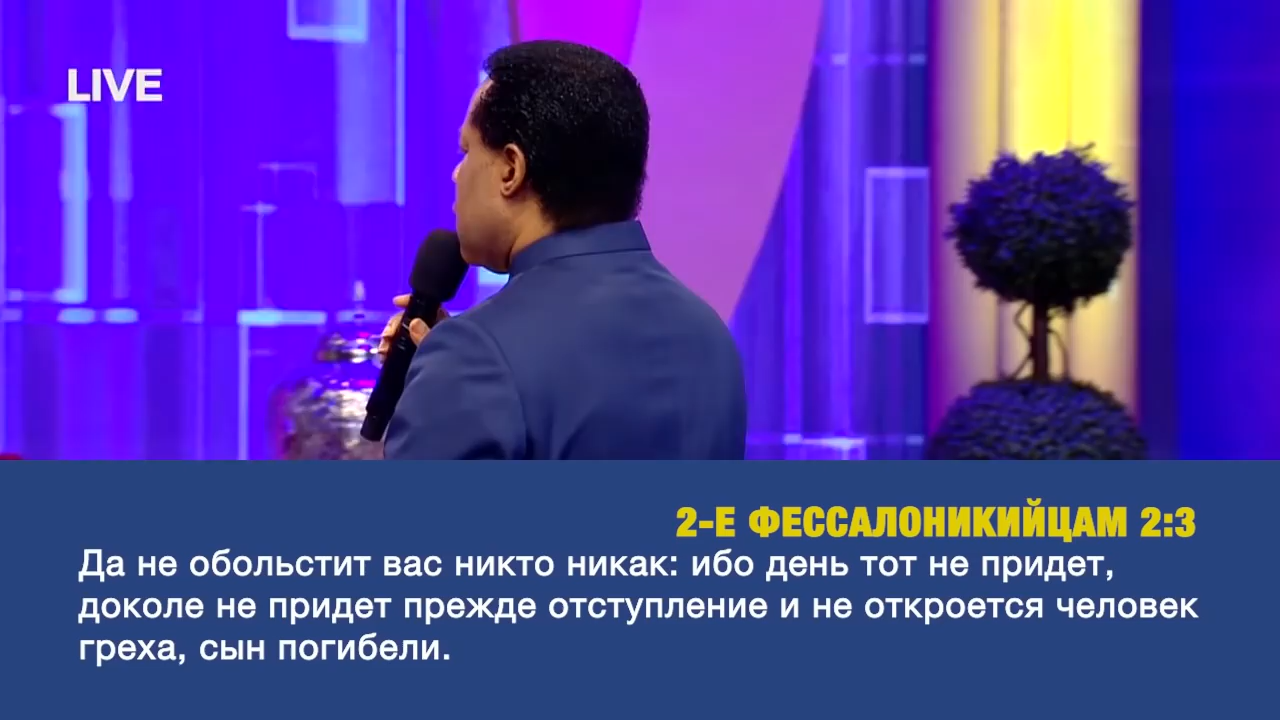 LIVE
2-Е ФЕССАЛОНИКИЙЦАМ 2:3
Да не обольстит вас никто никак: ибо день тот не придет,
доколе не придет прежде отступление и не откроется человек
греха, сын погибели.